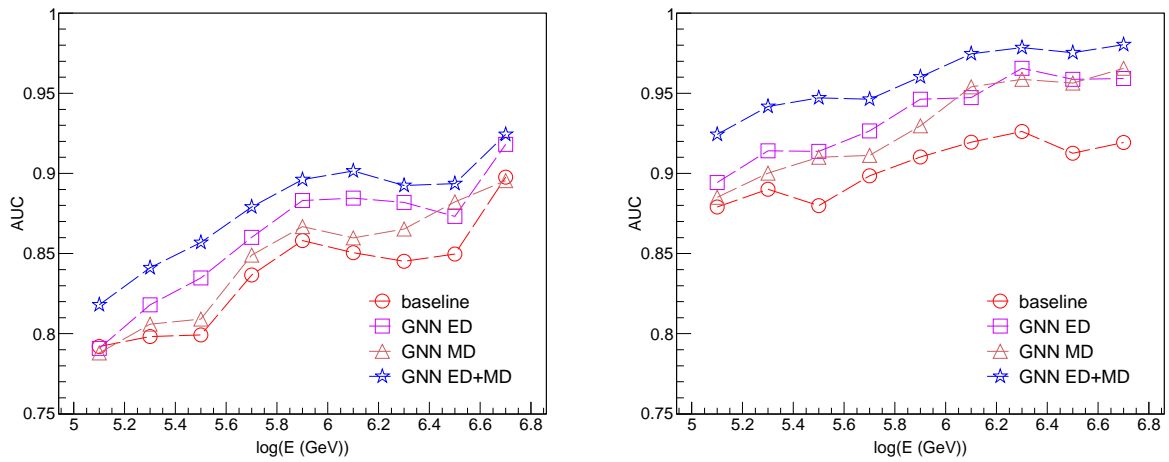 1
0.95
0.9
0.85
0.8
0.75
AUC
5 5.2 5.4 5.6 5.8 6 6.2 6.4 6.6 6.8
log(E (GeV))
baseline
GNN ED
GNN MD
GNN ED+MD
1
0.95
0.9
0.85
0.8
0.75
AUC
5 5.2 5.4 5.6 5.8 6 6.2 6.4 6.6 6.8
log(E (GeV))
baseline
GNN ED
GNN MD
GNN ED+MD